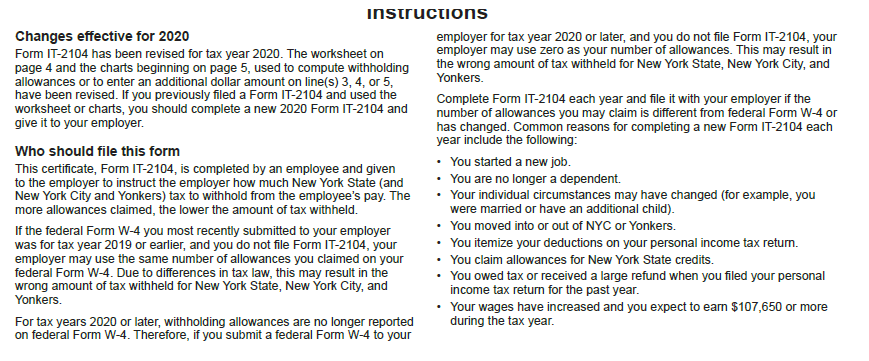 Instructions
Changes effective for 2020
Form IT-2104 has been revised for tax year 2020. The worksheet on
page 4 and the charts beginning on page 5, used to compute withholding
allowances or to enter an additional dollar amount on line(s) 3, 4, or 5,
have been revised. If you previously filed a Form IT-2104 and used the
worksheet or charts, you should complete a new 2020 Form IT-2104 and
give it to your employer.
Who should file this form
This certificate, Form IT-2104, is completed by an employee and given
to the employer to instruct the employer how much New York State (and
New York City and Yonkers) tax to withhold from the employee's pay. The
more allowances claimed, the lower the amount of tax withheld.
If the federal Form W-4 you most recently submitted to your employer
was for tax year 2019 or earlier, and you do not file Form IT-2104, your
employer may use the same number of allowances you claimed on your
federal Form W-4. Due to differences in tax law, this may result in the
wrong amount of tax withheld for New York State, New York City, and
Yonkers.
For tax years 2020 or later, withholding allowances are no longer reported
on federal Form W-4. Therefore, if you submit a federal Form W-4 to your
employer for tax year 2020 or later, and you do not file Form IT-2104, your
employer may use zero as your number of allowances. This may result in
the wrong amount of tax withheld for New York State, New York City, and
Yonkers.
Complete Form IT-2104 each year and file it with your employer if the
number of allowances you may claim is different from federal Form W-4 or
has changed. Common reasons for completing a new Form IT-2104 each
year include the following:
• You started a new job.
• You are no longer a dependent.
• Your individual circumstances may have changed (for example, you
were married or have an additional child).
• You moved into or out of NYC or Yonkers.
• You itemize your deductions on your personal income tax return.
• You claim allowances for New York State credits.
• You owed tax or received a large refund when you filed your personal
income tax return for the past year.
• Your wages have increased and you expect to earn $107,650 or more
during the tax year.